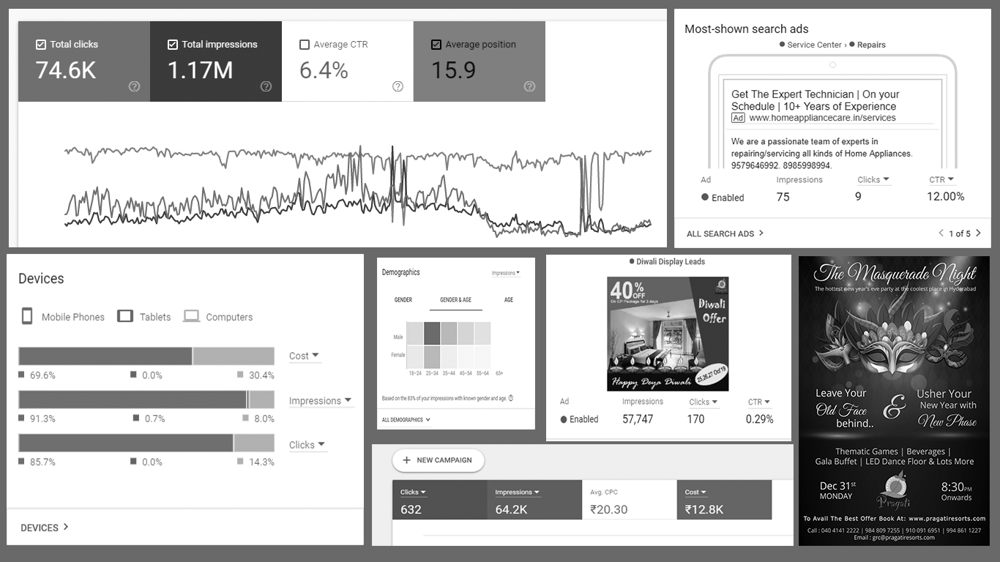 Total clicks
74.6K
Total impressions
1.17M
Average CTR
6.4%
Average position
15.9
Most-shown search ads
Service Center › Repairs
Get The Expert Technician | On your
Schedule | 10+ Years of Experience
Ad www.homeappliancecare.in/services
We are a passionate team of experts in
repairing/servicing all kinds of Home Appliances.
9579646992, 8985998994.
Ad Impressions Clicks CTR
Enabled 75 9 12.00%
ALL SEARCH ADS 1 of 5
Devices
Mobile Phones Tablets Computers
Cost
69.6% 0.0% 30.4%
Impressions
91.3% 0.7% 8.0%
Clicks
85.7% 0.0% 14.3%
DEVICES
Demographics Impressions
GENDER GENDER & AGE AGE
Male
Female
18–24 25–34 35–44 45–54 55–64 65+
Based on the 83% of your impressions with known gender and age.
ALL DEMOGRAPHICS
Diwali Display Leads
40% OFF
On CP Package for 3 days
Diwali
Offer
Happy Deya Diwali
25,26,27 Oct'19
Ad Impressions Clicks CTR
Enabled 57,747 170 0.29%
+ NEW CAMPAIGN
Clicks Impressions Avg. CPC Cost
632 64.2K ₹20.30 ₹12.8K
The Masquerade Night
The hottest new year's eve party at the coolest place in Hyderabad
Leave Your
Old Face
behind..
&
Usher Your
New Year with
New Phase
Thematic Games | Beverages |
Gala Buffet | LED Dance Floor & Lots More
Dec 31st
MONDAY
Pragati
8:30PM
Onwards
To Avail The Best Offer Book At: www.pragatiresorts.com
Call : 040 4141 2222 | 984 809 7255 | 910 091 6951 | 994 861 1227
Email : grc@pragatiresorts.com